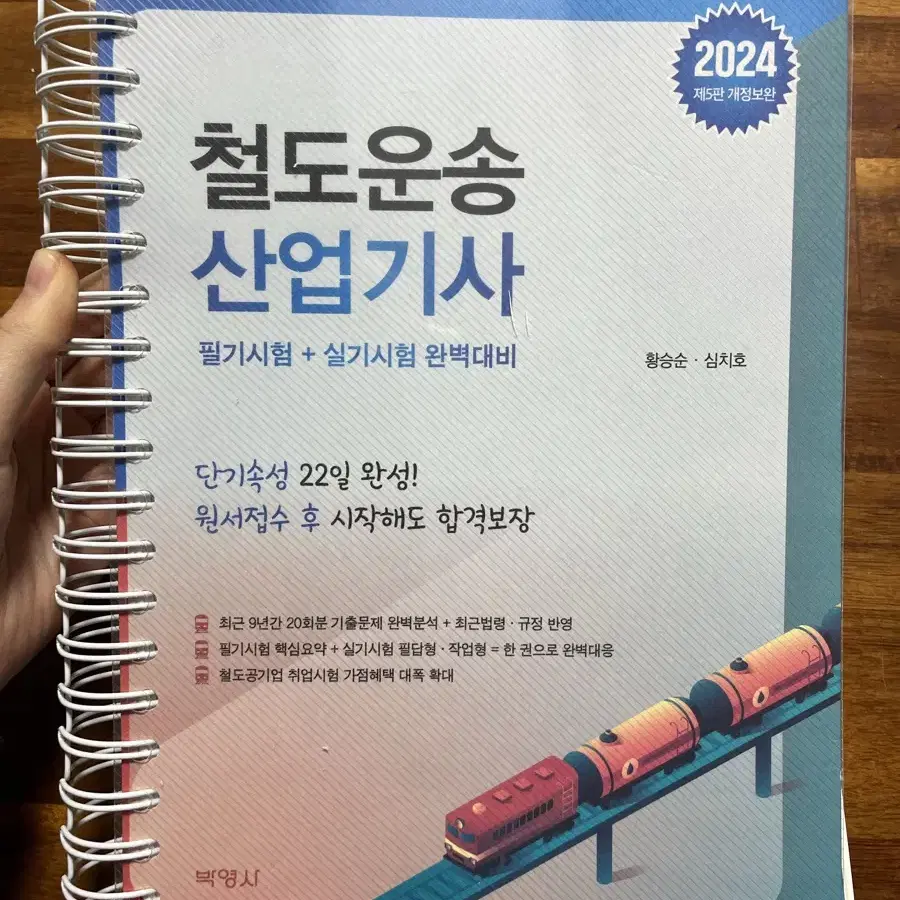 2024
제5판 개정보완
철도운송
산업기사
필기시험 + 실기시험 완벽대비
황승순 · 심치호
단기속성 22일 완성!
원서접수 후 시작해도 합격보장
최근 9년간 20회분 기출문제 완벽분석 + 최근법령 · 규정 반영
필기시험 핵심요약 + 실기시험 필답형 · 작업형 = 한 권으로 완벽대응
철도공기업 취업시험 가점혜택 대폭 확대
박영사